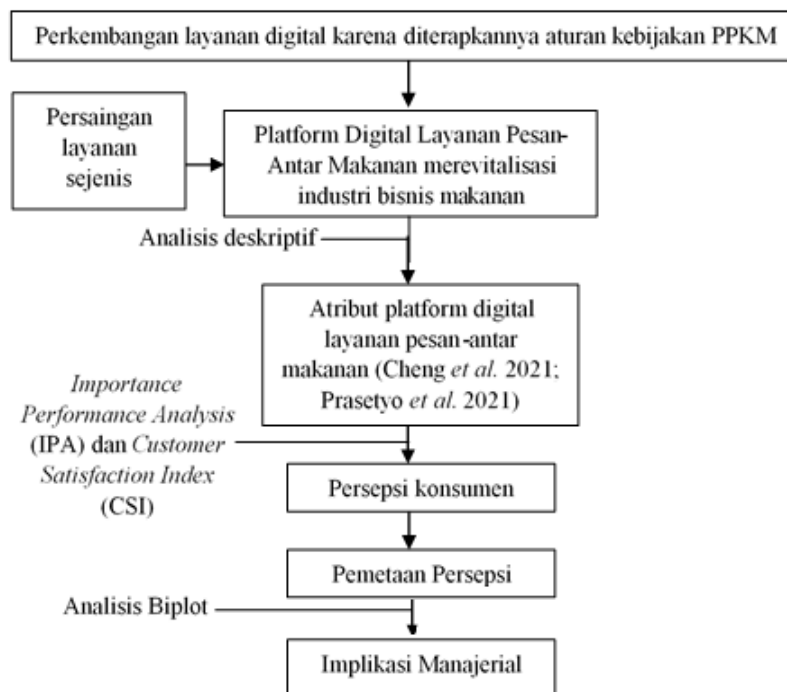 Perkembangan layanan digital karena diterapkannya aturan kebijakan PPKM
Persaingan
layanan
sejenis
Platform Digital Layanan Pesan-
Antar Makanan merevitalisasi
industri bisnis makanan
Analisis deskriptif
Atribut platform digital
layanan pesan-antar
makanan (Cheng et al. 2021;
Prasetyo et al. 2021)
Importance
Performance Analysis
(IPA) dan Customer
Satisfaction Index
(CSI)
Persepsi konsumen
Pemetaan Persepsi
Analisis Biplot
Implikasi Manajerial